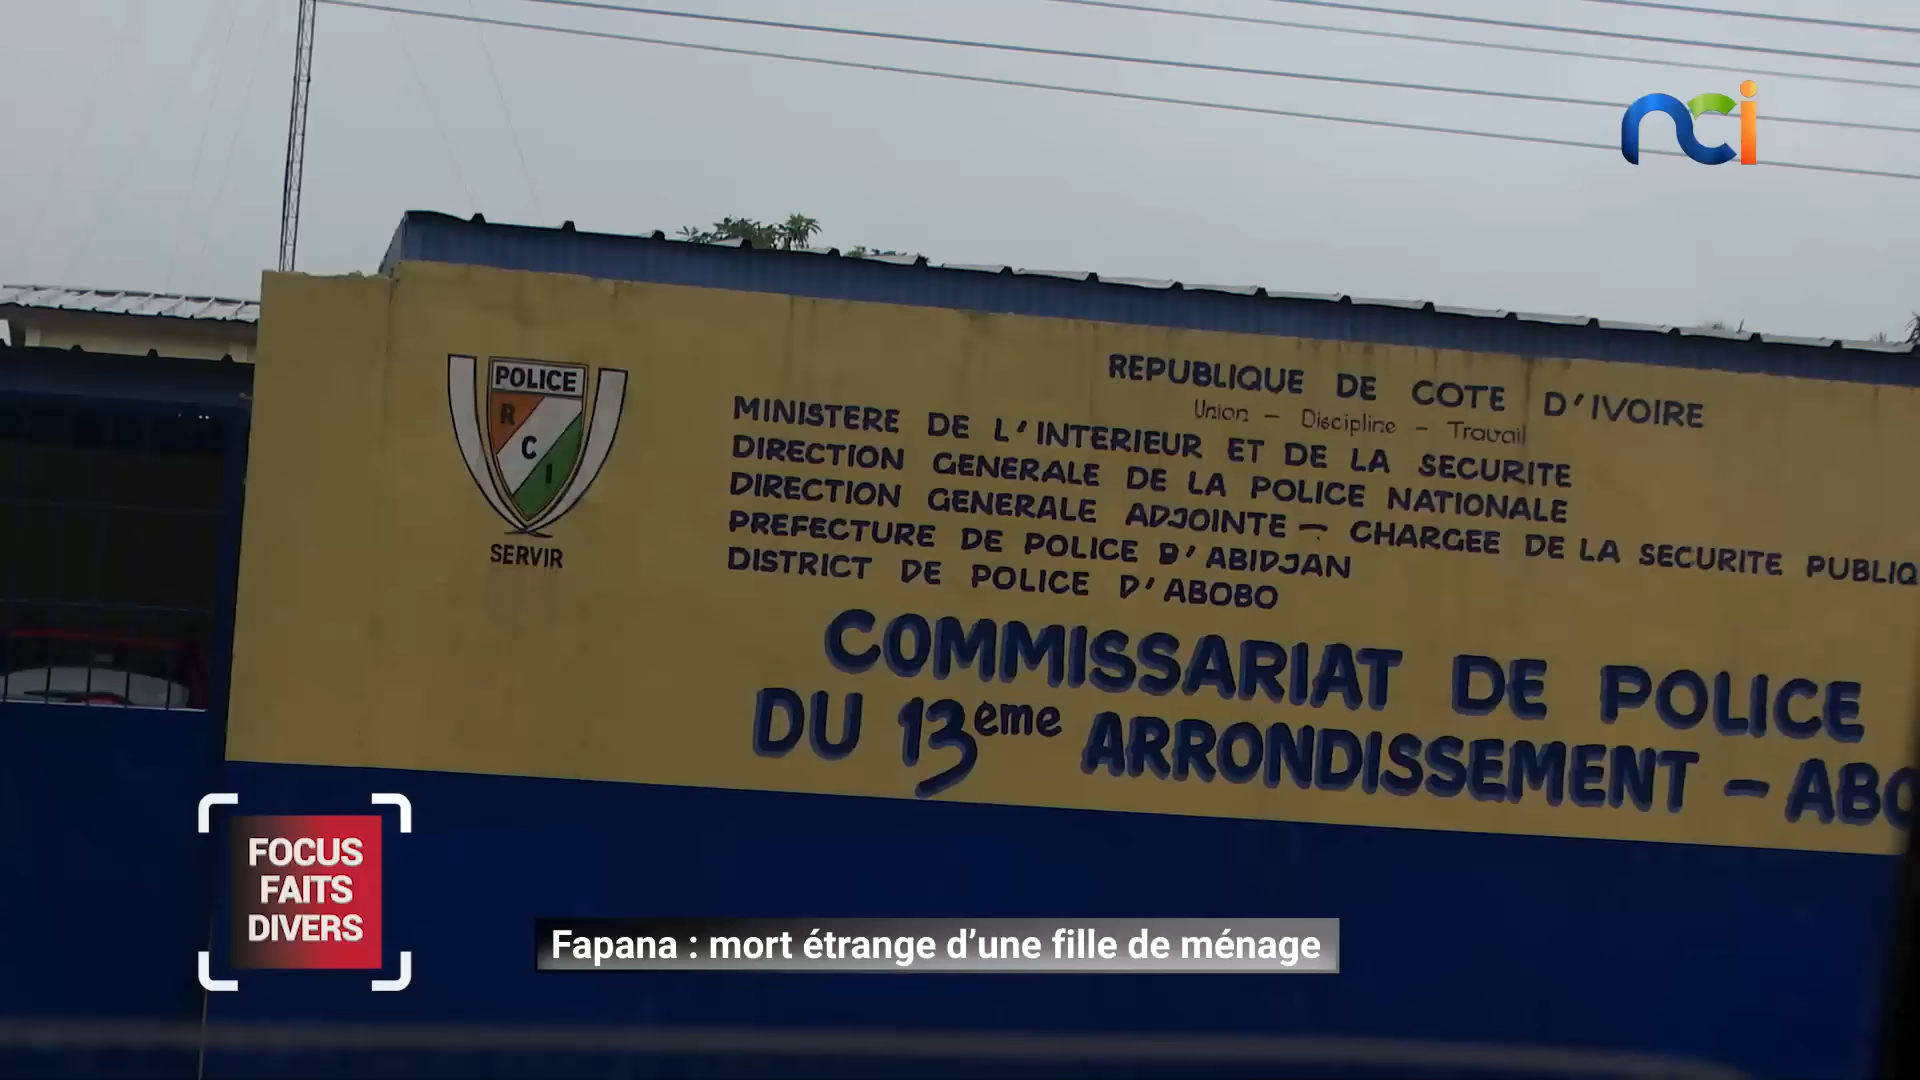 nci
POLICE
R
C
I
SERVIR
REPUBLIQUE DE COTE D'IVOIRE
Union - Discipline - Travail
MINISTERE DE L'INTERIEUR ET DE LA SECURITE
DIRECTION GENERALE DE LA POLICE NATIONALE
DIRECTION GENERALE ADJOINTE - CHARGEE DE LA SECURITE PUBLIQ
PREFECTURE DE POLICE D'ABIDJAN
DISTRICT DE POLICE D'ABOBO
COMMISSARIAT DE POLICE
DU 13eme ARRONDISSEMENT - ABO
FOCUS
FAITS
DIVERS
Fapana : mort étrange d'une fille de ménage